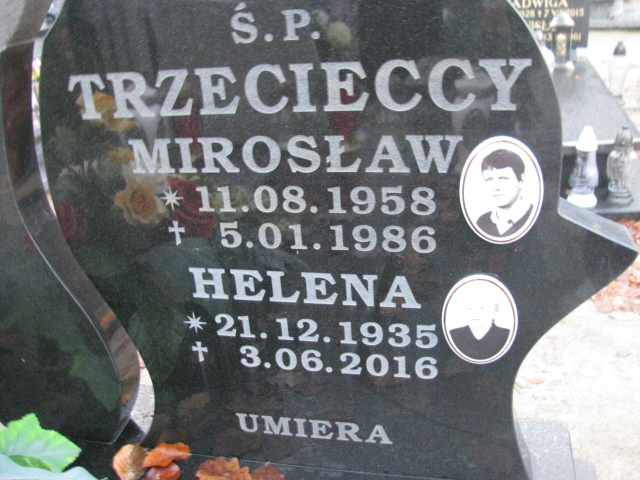 Ś.P.
TRZECIECCY
MIROSŁAW
* 11.08.1958
✝ 5.01.1986
HELENA
* 21.12.1935
✝ 3.06.2016
UMIERA